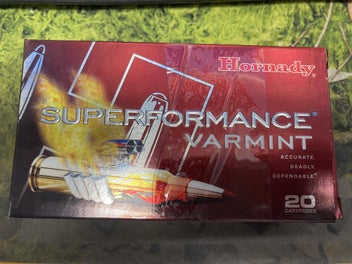 Hornady
SUPERFORMANCE®
VARMINT
ACCURATE
DEADLY
DEPENDABLE
20
CARTRIDGES